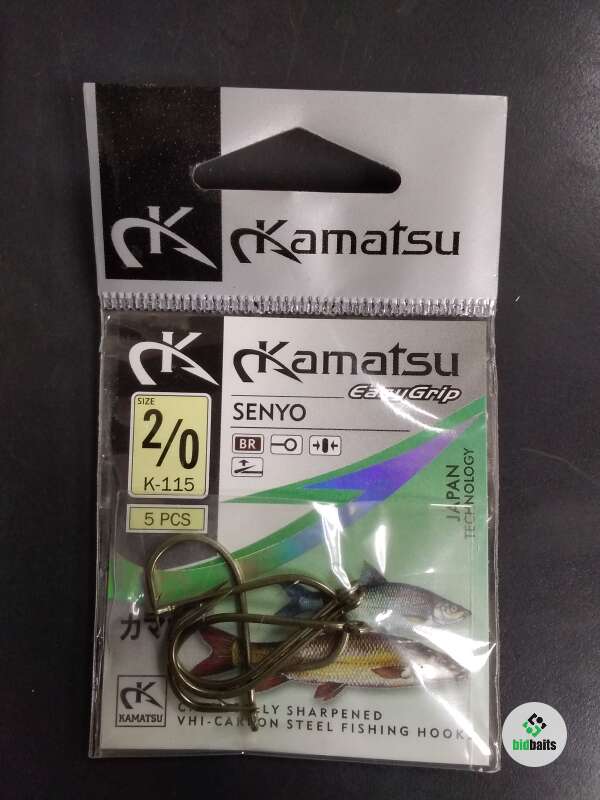 K
Kamatsu
K
Kamatsu
EasyGrip
SIZE
2/0
K-115
SENYO
BR
5 PCS
JAPAN
TECHNOLOGY
カマ
K
KAMATSU
SHARPENED
VHI-CARBON STEEL FISHING HOOK
bidbaits